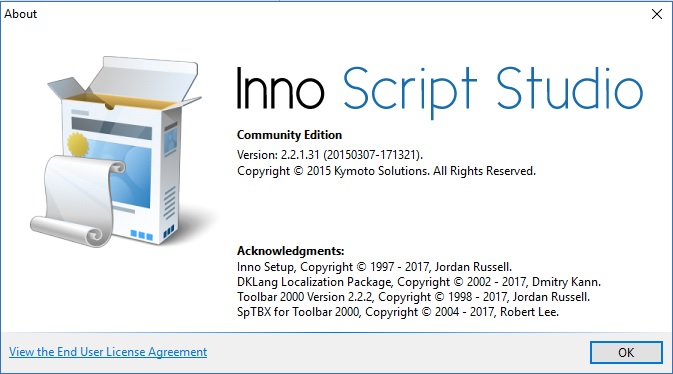 About
Inno Script Studio
Community Edition
Version: 2.2.1.31 (20150307-171321).
Copyright © 2015 Kymoto Solutions. All Rights Reserved.
Acknowledgments:
Inno Setup, Copyright © 1997 - 2017, Jordan Russell.
DKLang Localization Package, Copyright © 2002 - 2017, Dmitry Kann.
Toolbar 2000 Version 2.2.2, Copyright © 1998 - 2017, Jordan Russell.
SpTBX for Toolbar 2000, Copyright © 2004 - 2017, Robert Lee.
View the End User License Agreement
OK